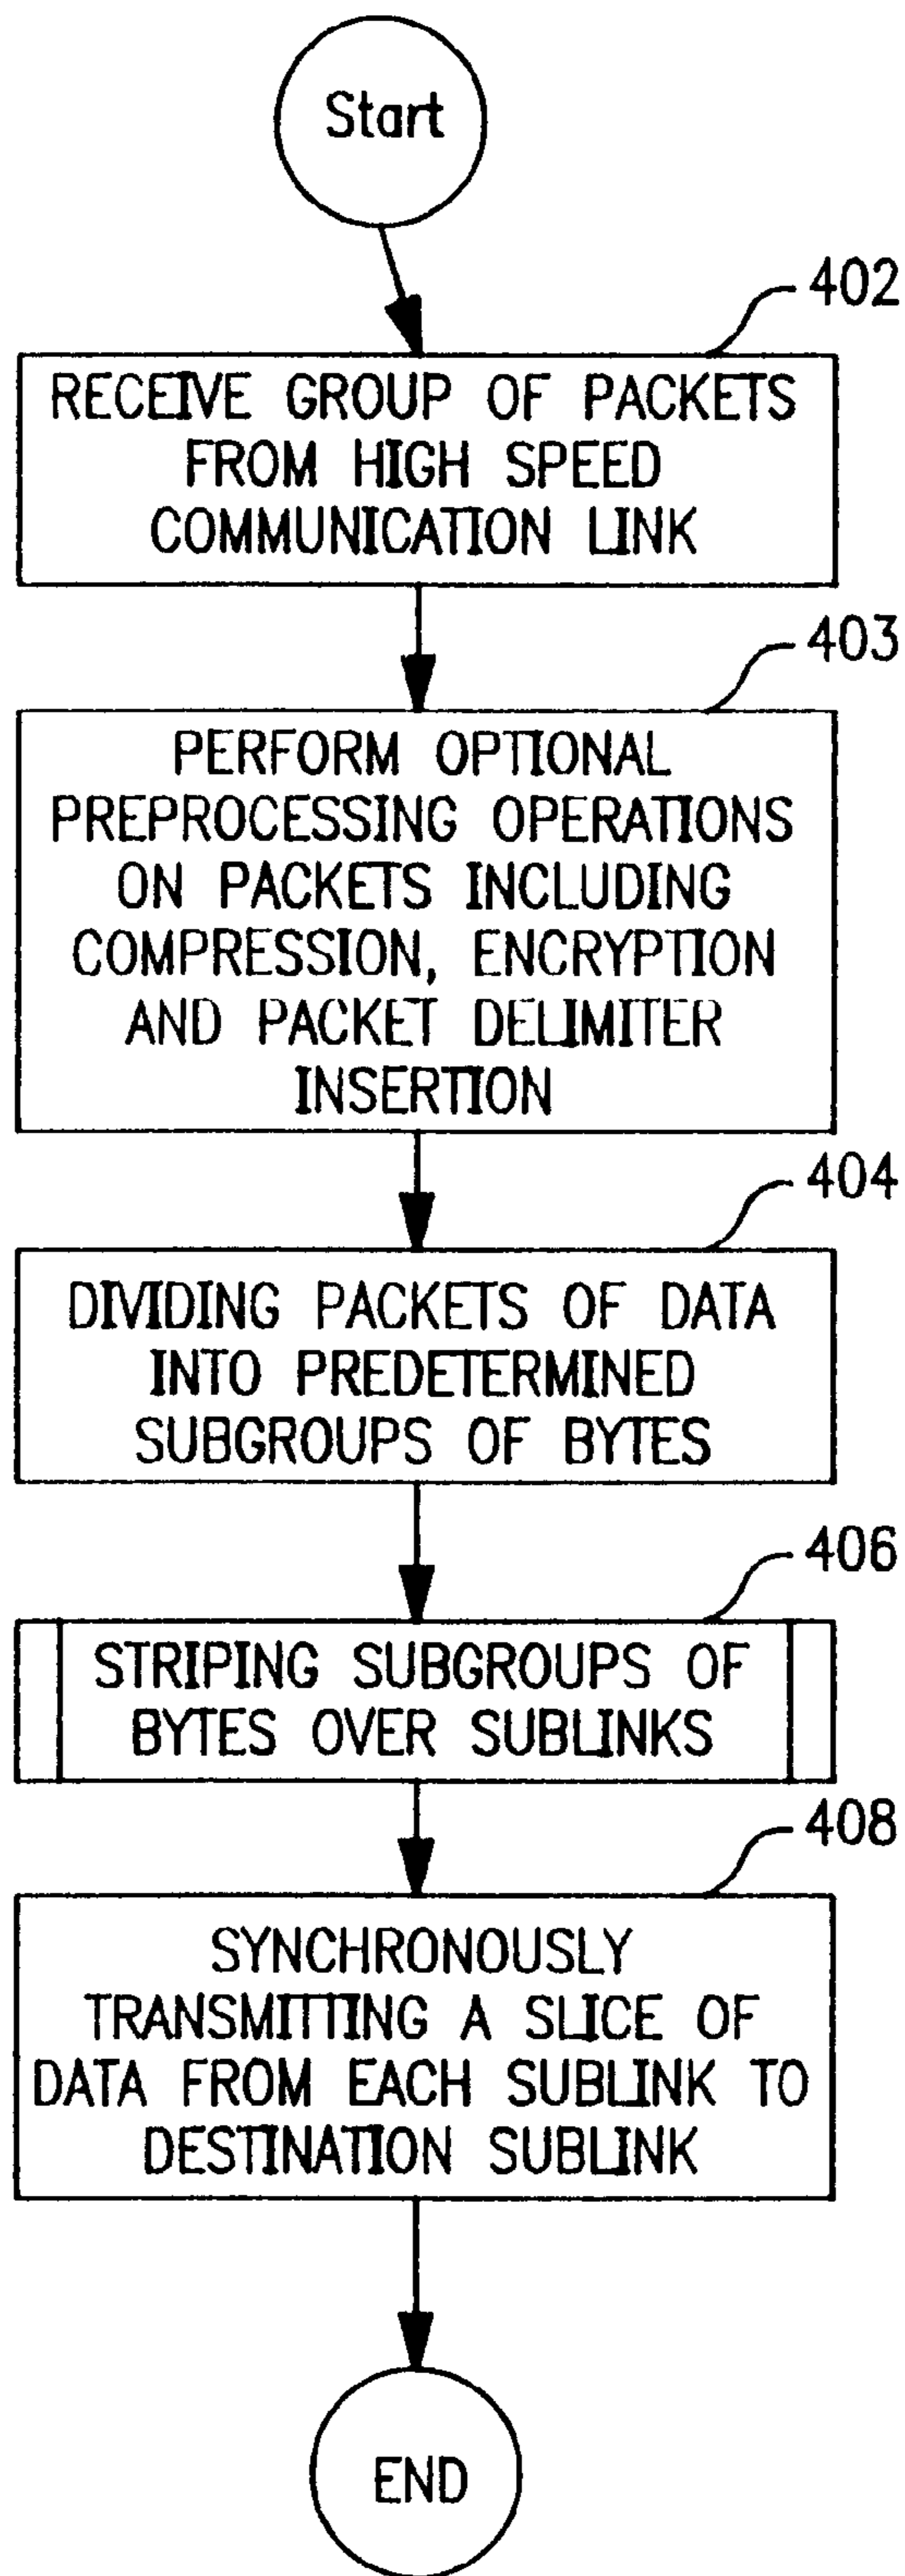 Start
402
RECEIVE GROUP OF PACKETS
FROM HIGH SPEED
COMMUNICATION LINK
403
PERFORM OPTIONAL
PREPROCESSING OPERATIONS
ON PACKETS INCLUDING
COMPRESSION, ENCRYPTION
AND PACKET DELIMITER
INSERTION
404
DIVIDING PACKETS OF DATA
INTO PREDETERMINED
SUBGROUPS OF BYTES
406
STRIPING SUBGROUPS OF
BYTES OVER SUBLINKS
408
SYNCHRONOUSLY
TRANSMITTING A SLICE OF
DATA FROM EACH SUBLINK TO
DESTINATION SUBLINK
END